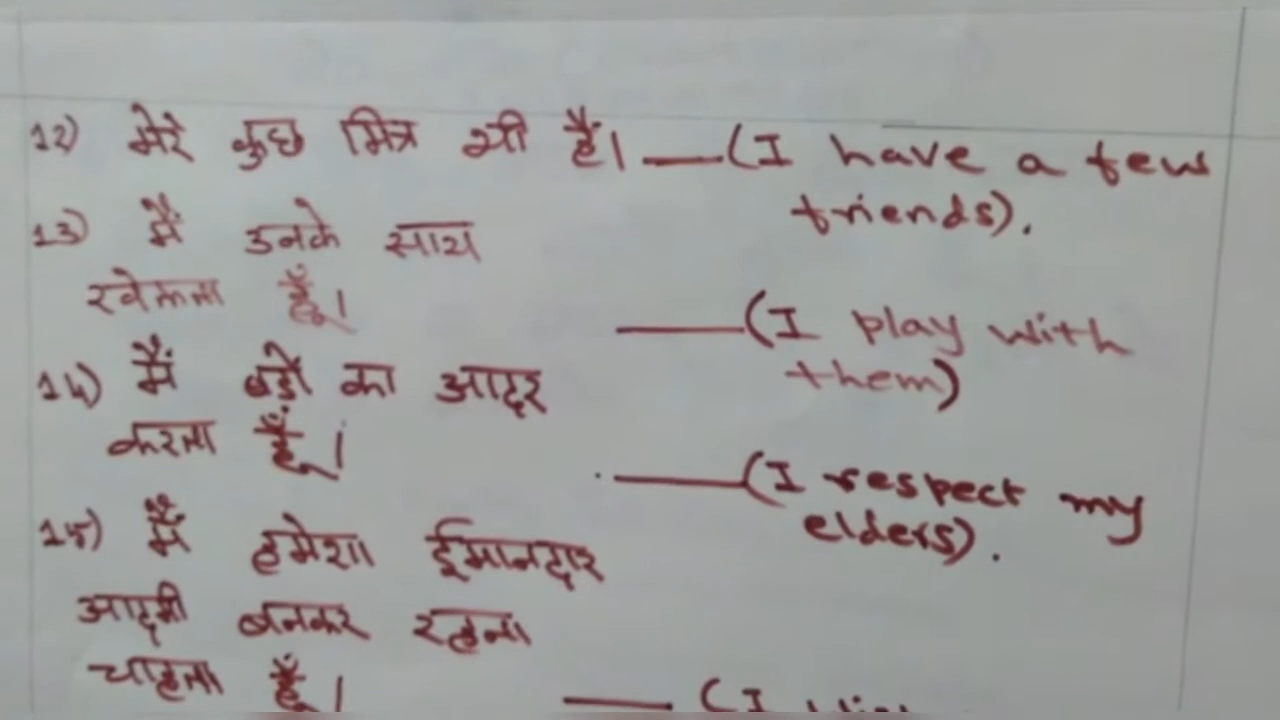 12) मेरे कुछ मित्र भी हैं। — (I have a few
friends).
13) मैं उनके साथ
खेलता हूँ।
— (I play with
them)
14) मैं बड़ों का आदर
करता हूँ।
— (I respect my
elders).
15) मैं हमेशा ईमानदार
आदमी बनकर रहना
चाहता हूँ। — (I